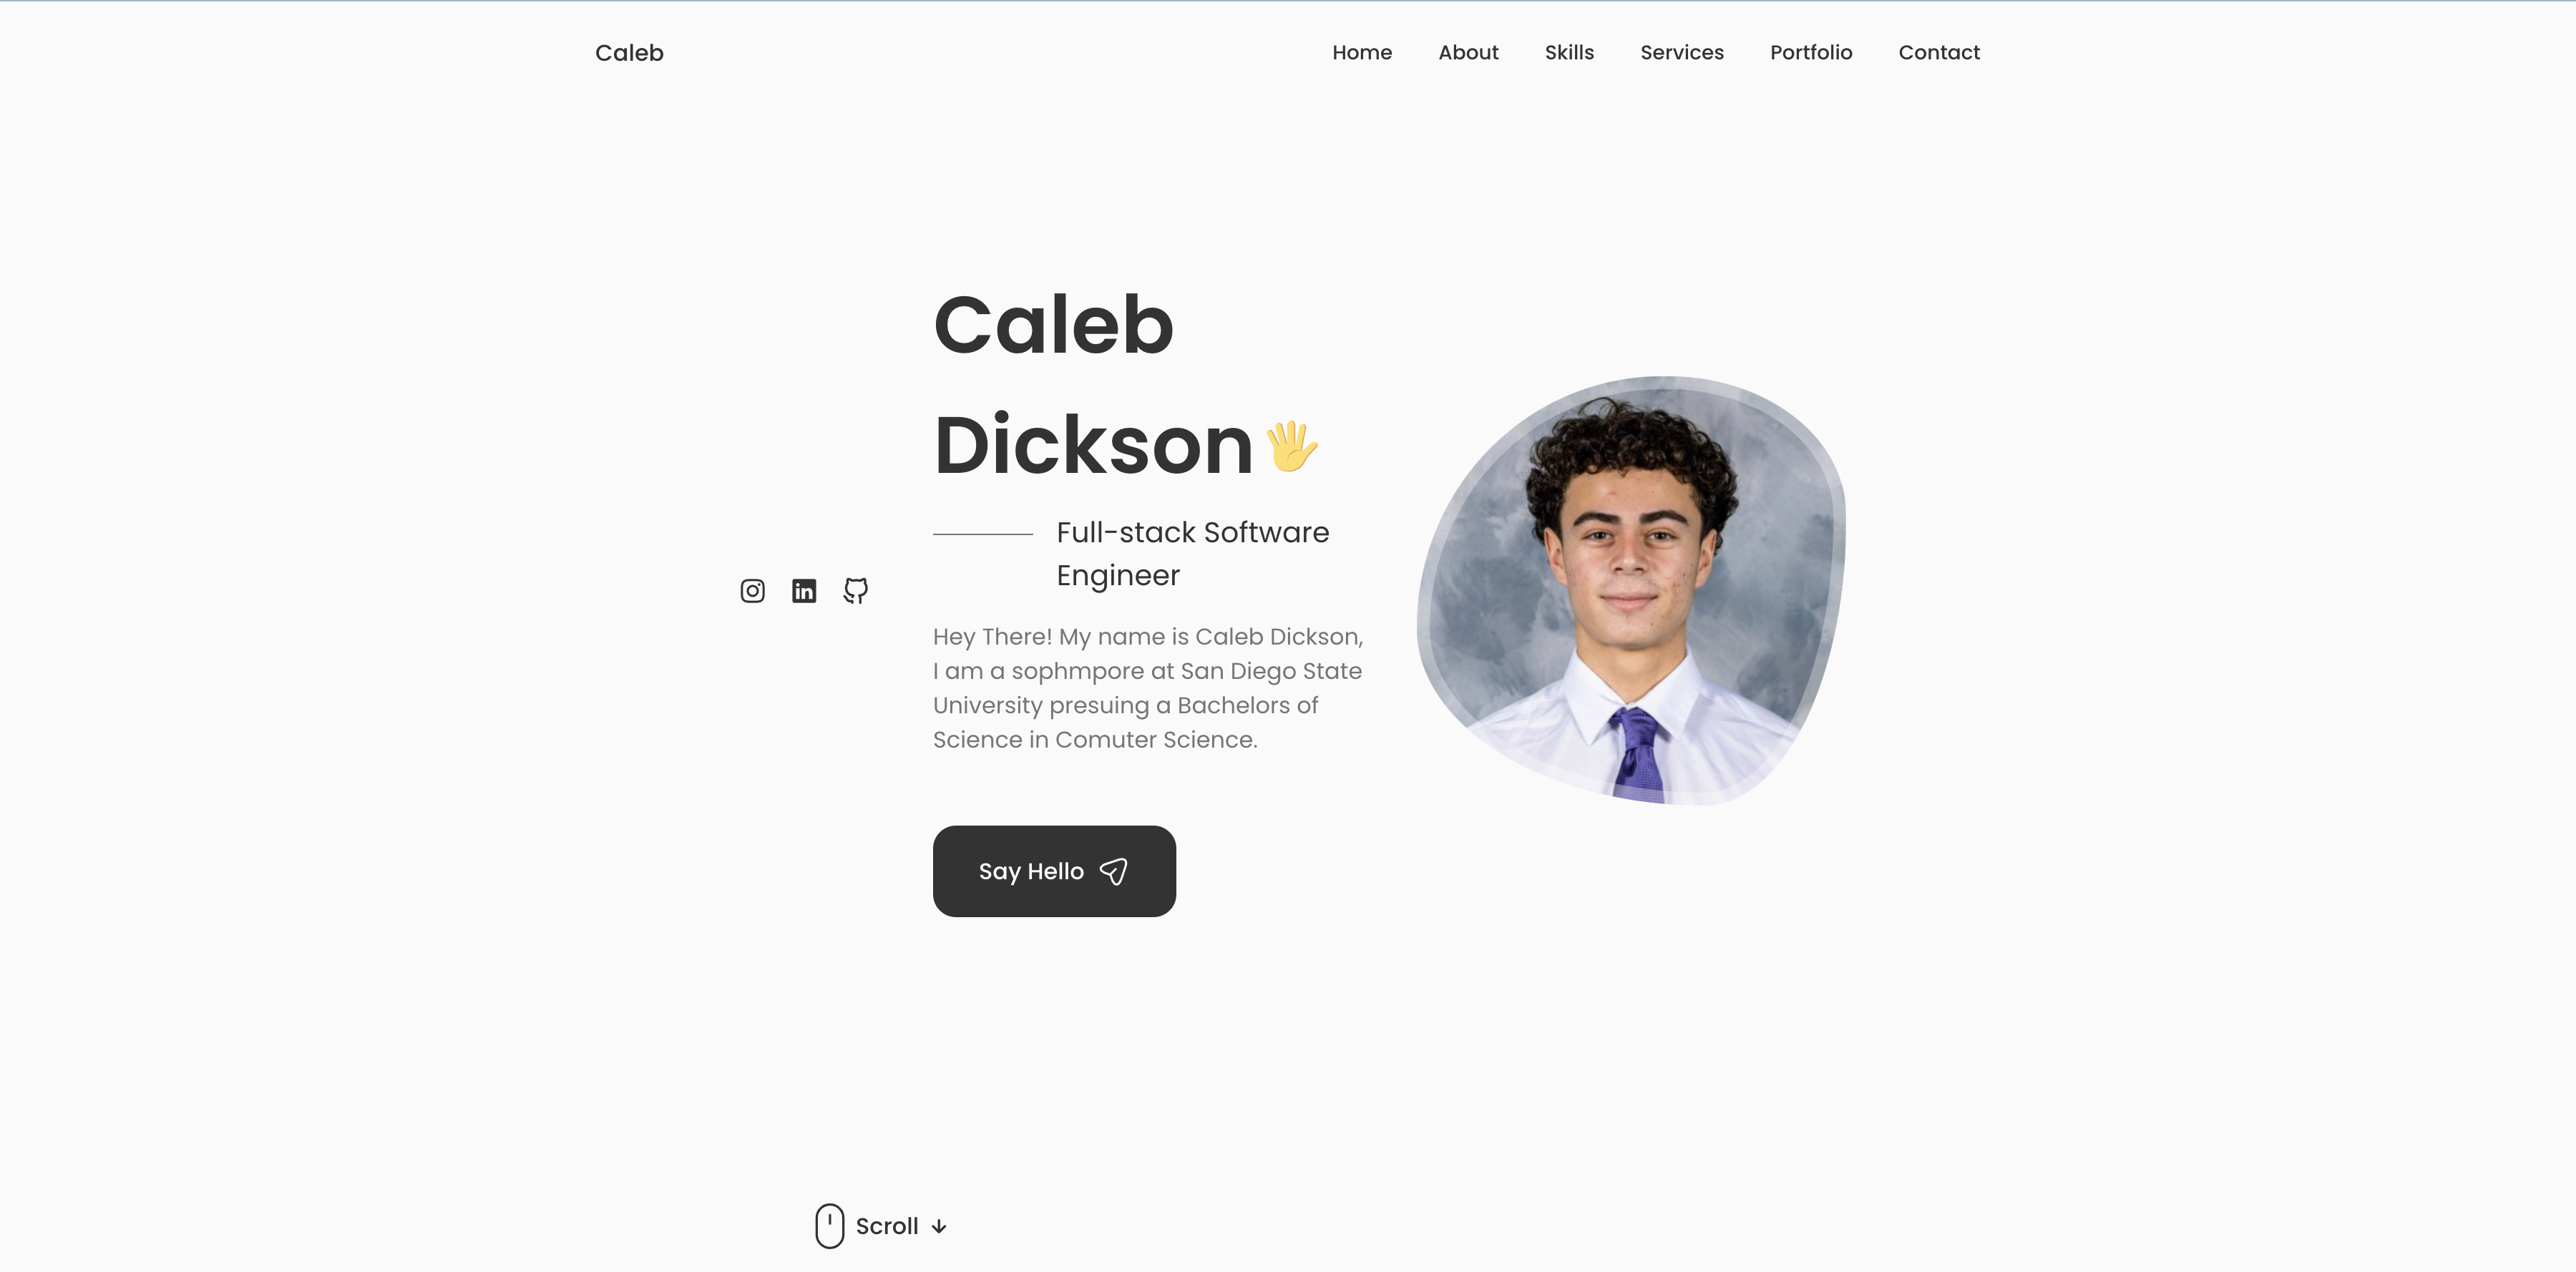 Caleb
Home About Skills Services Portfolio Contact
Caleb
Dickson
Full-stack Software
Engineer
Hey There! My name is Caleb Dickson,
I am a sophmpore at San Diego State
University presuing a Bachelors of
Science in Comuter Science.
Say Hello
Scroll